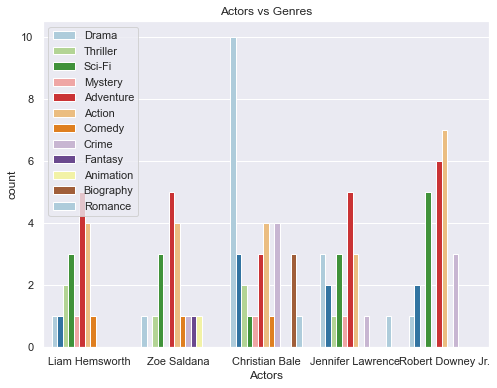 Actors vs Genres
Drama
Thriller
Sci-Fi
Mystery
Adventure
Action
Comedy
Crime
Fantasy
Animation
Biography
Romance
10
8
6
4
2
0
count
Liam Hemsworth Zoe Saldana Christian Bale Jennifer Lawrence Robert Downey Jr.
Actors